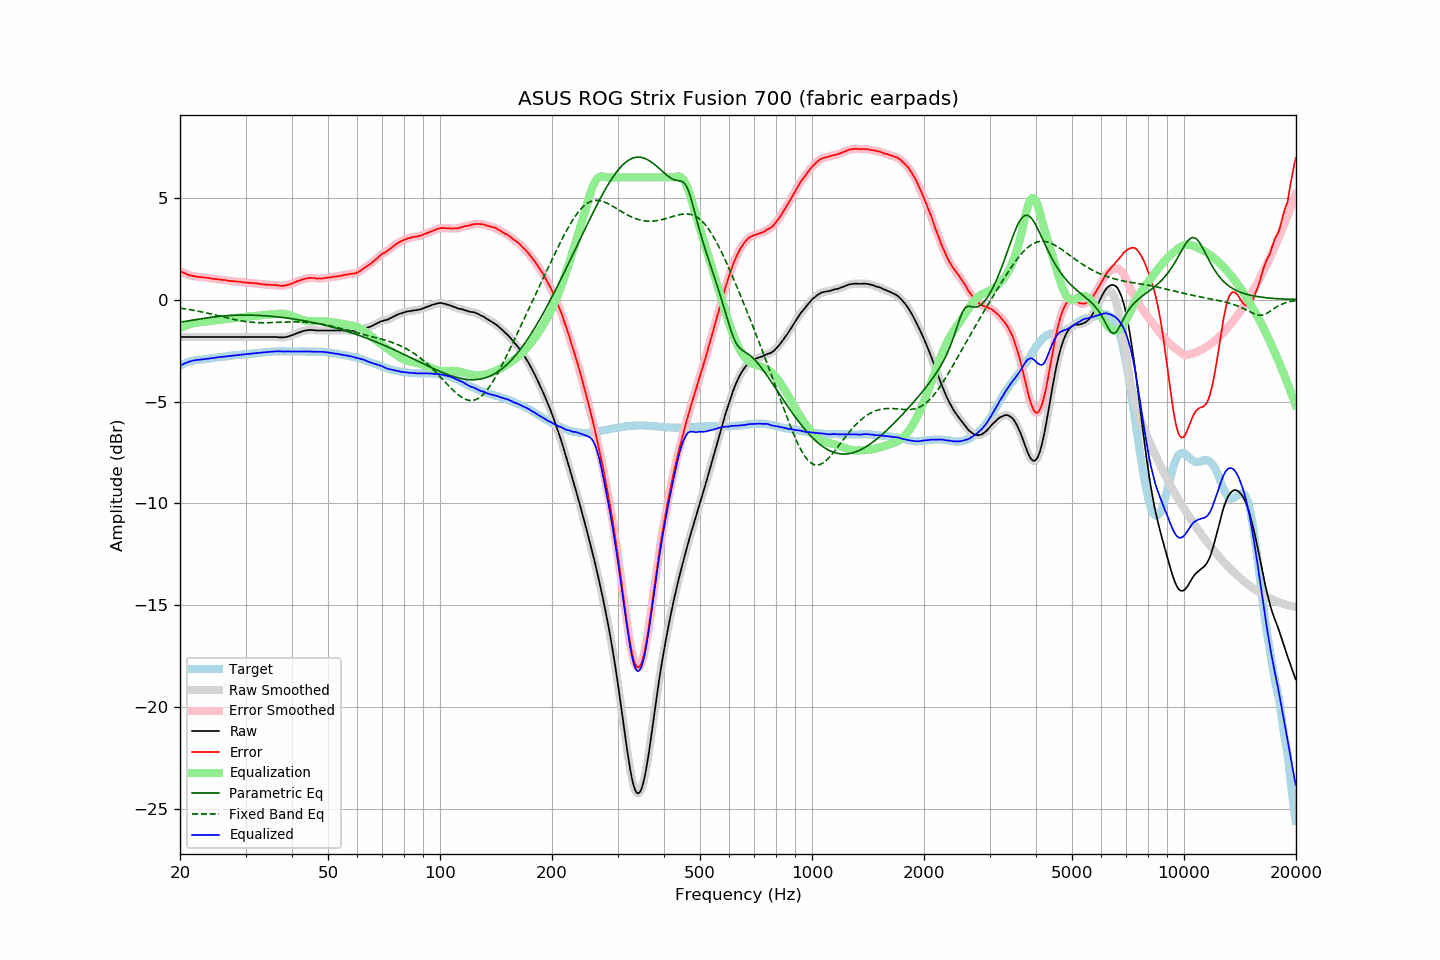 ASUS ROG Strix Fusion 700 (fabric earpads)
Amplitude (dBr)
5
0
−5
−10
−15
−20
−25
Target
Raw Smoothed
Error Smoothed
Raw
Error
Equalization
Parametric Eq
Fixed Band Eq
Equalized
20 50 100 200 500 1000 2000 5000 10000 20000
Frequency (Hz)